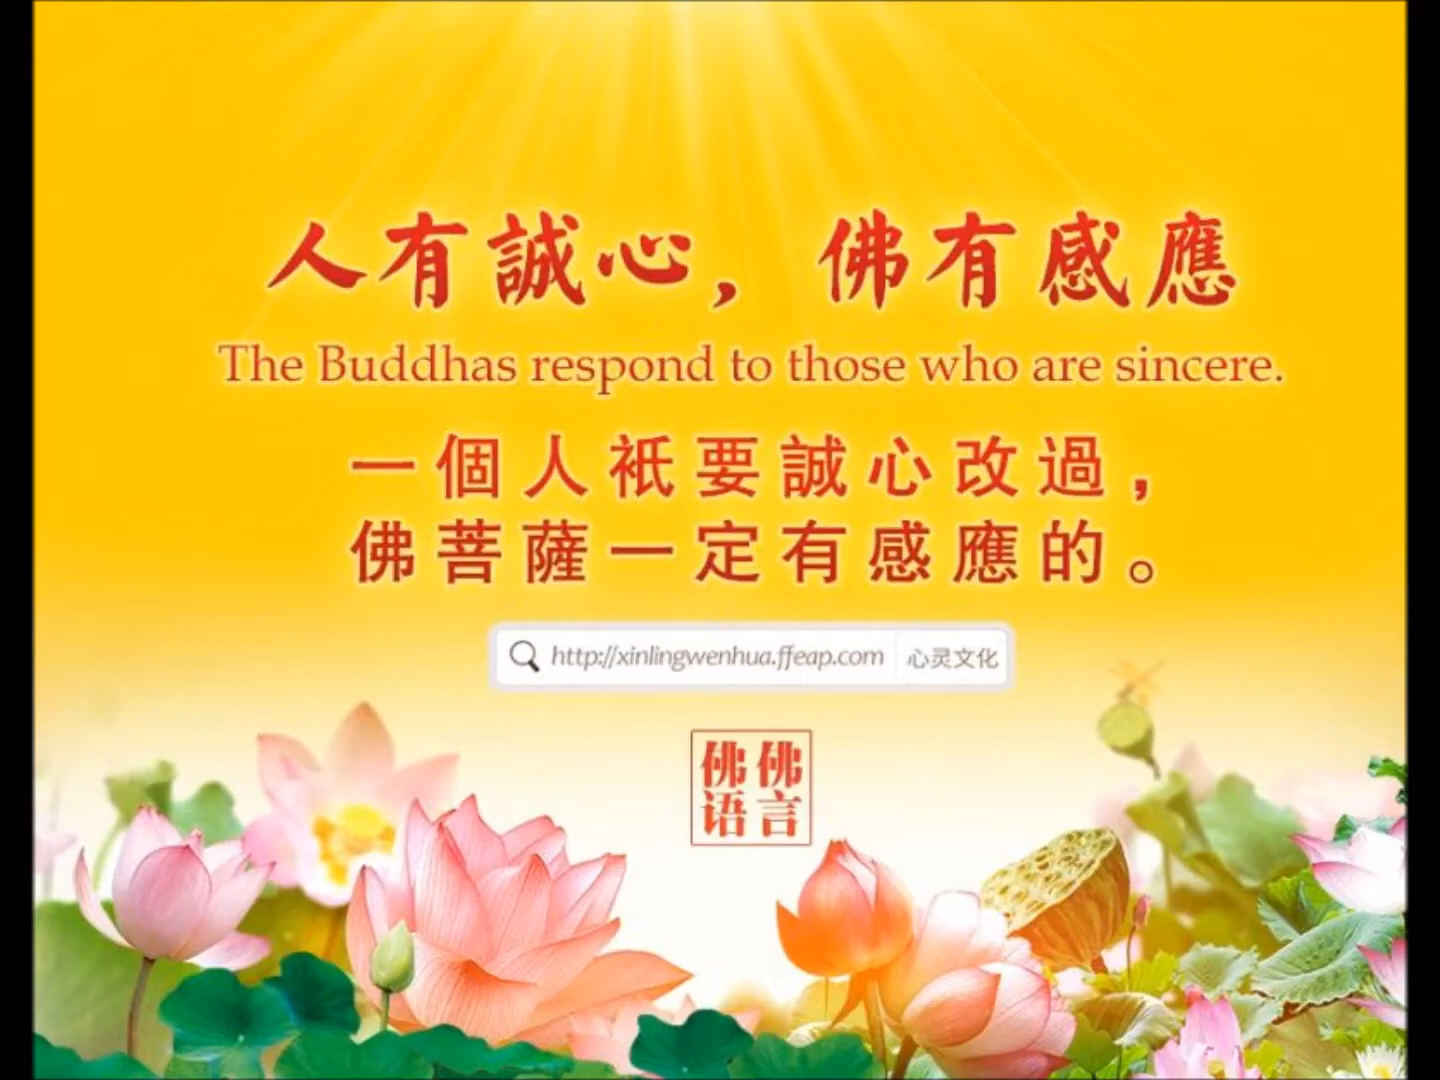 人有誠心，佛有感應
The Buddhas respond to those who are sincere.
一個人衹要誠心改過，
佛菩薩一定有感應的。
http://xinlingwenhua.ffeap.com 心灵文化
佛言
佛语